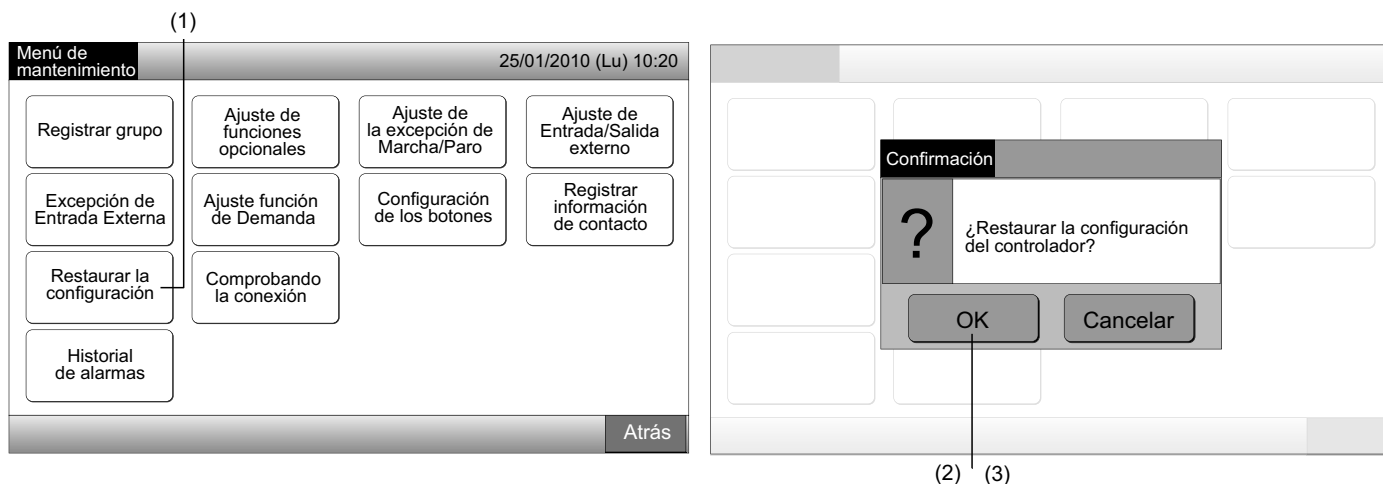 (1)
Menú de
mantenimiento
25/01/2010 (Lu) 10:20
Registrar grupo
Ajuste de
funciones
opcionales
Ajuste de
la excepción de
Marcha/Paro
Ajuste de
Entrada/Salida
externo
Excepción de
Entrada Externa
Ajuste función
de Demanda
Configuración
de los botones
Registrar
información
de contacto
Restaurar la
configuración
Comprobando
la conexión
Historial
de alarmas
Atrás
Confirmación
?
¿Restaurar la configuración
del controlador?
OK
Cancelar
(2) (3)